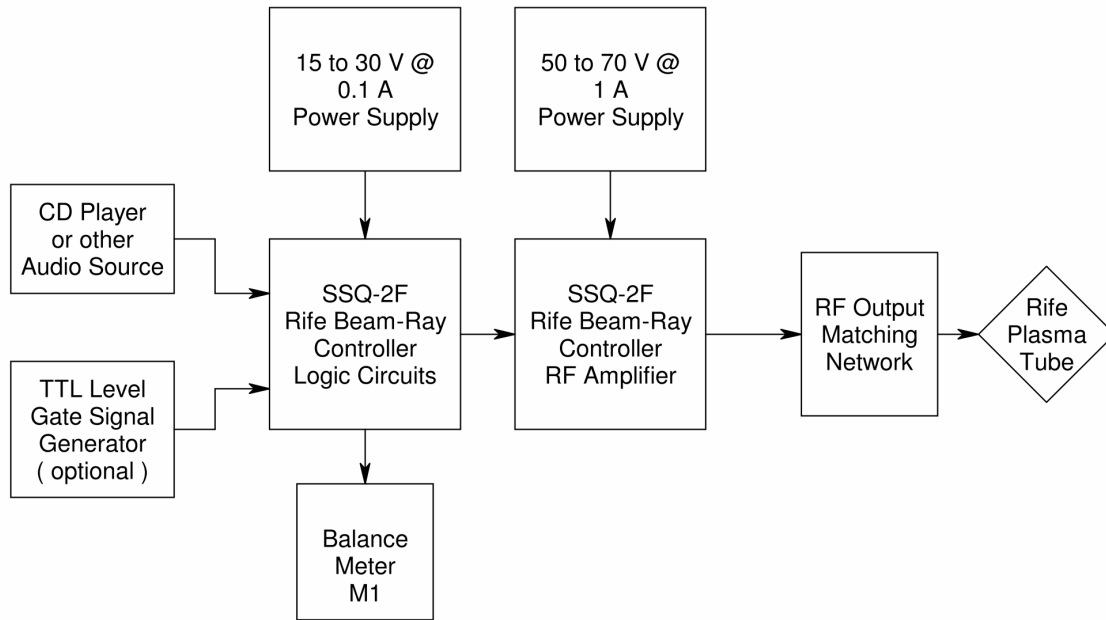 15 to 30 V @
0.1 A
Power Supply
50 to 70 V @
1 A
Power Supply
CD Player
or other
Audio Source
SSQ-2F
Rife Beam-Ray
Controller
Logic Circuits
SSQ-2F
Rife Beam-Ray
Controller
RF Amplifier
RF Output
Matching
Network
Rife
Plasma
Tube
TTL Level
Gate Signal
Generator
( optional )
Balance
Meter
M1